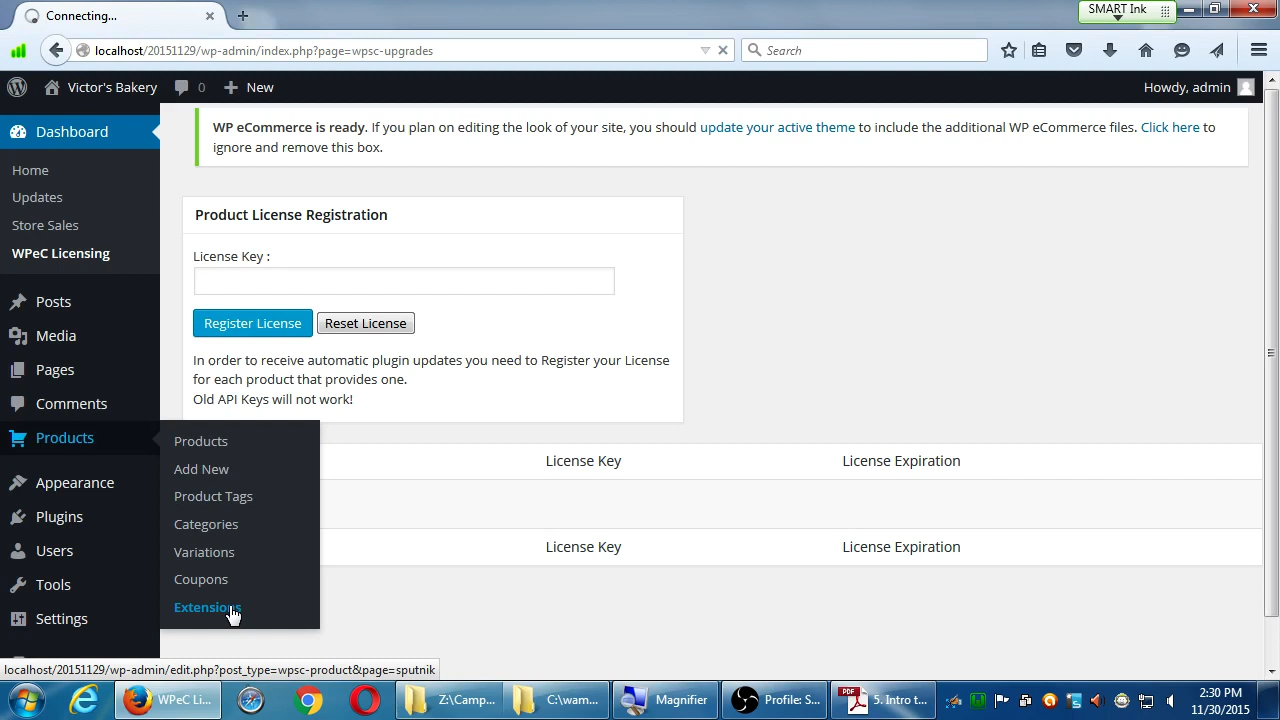 Connecting...
SMART Ink
localhost/20151129/wp-admin/index.php?page=wpsc-upgrades
Search
Victor's Bakery
0
New
Howdy, admin
Dashboard
Home
Updates
Store Sales
WPeC Licensing
Posts
Media
Pages
Comments
Products
Appearance
Plugins
Users
Tools
Settings
WP eCommerce is ready. If you plan on editing the look of your site, you should update your active theme to include the additional WP eCommerce files. Click here to
ignore and remove this box.
Product License Registration
License Key :
Register License
Reset License
In order to receive automatic plugin updates you need to Register your License
for each product that provides one.
Old API Keys will not work!
Products
Add New
Product Tags
Categories
Variations
Coupons
Extensions
License Key
License Expiration
License Key
License Expiration
localhost/20151129/wp-admin/edit.php?post_type=wpsc-product&page=sputnik
WPeC Li...
Z:\Camp...
C:\wam...
Magnifier
Profile: S...
PDF
5. Intro t...
2:30 PM
11/30/2015